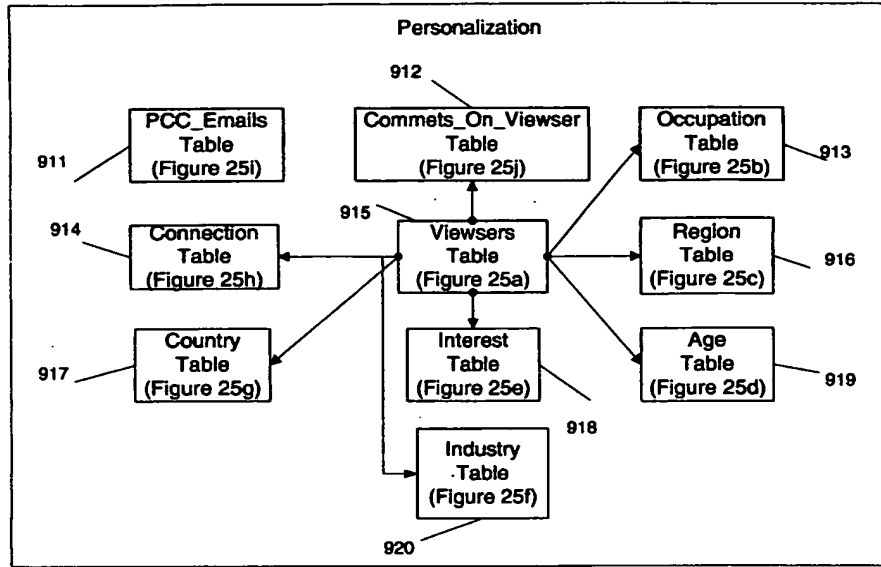 Personalization
912
PCC_Emails
Table
(Figure 25i)
911
Commets_On_Viewser
Table
(Figure 25j)
Occupation
Table
(Figure 25b)
913
914
Connection
Table
(Figure 25h)
915
Viewsers
Table
(Figure 25a)
Region
Table
(Figure 25c)
916
Country
Table
(Figure 25g)
917
Interest
Table
(Figure 25e)
918
Age
Table
(Figure 25d)
919
Industry
Table
(Figure 25f)
920